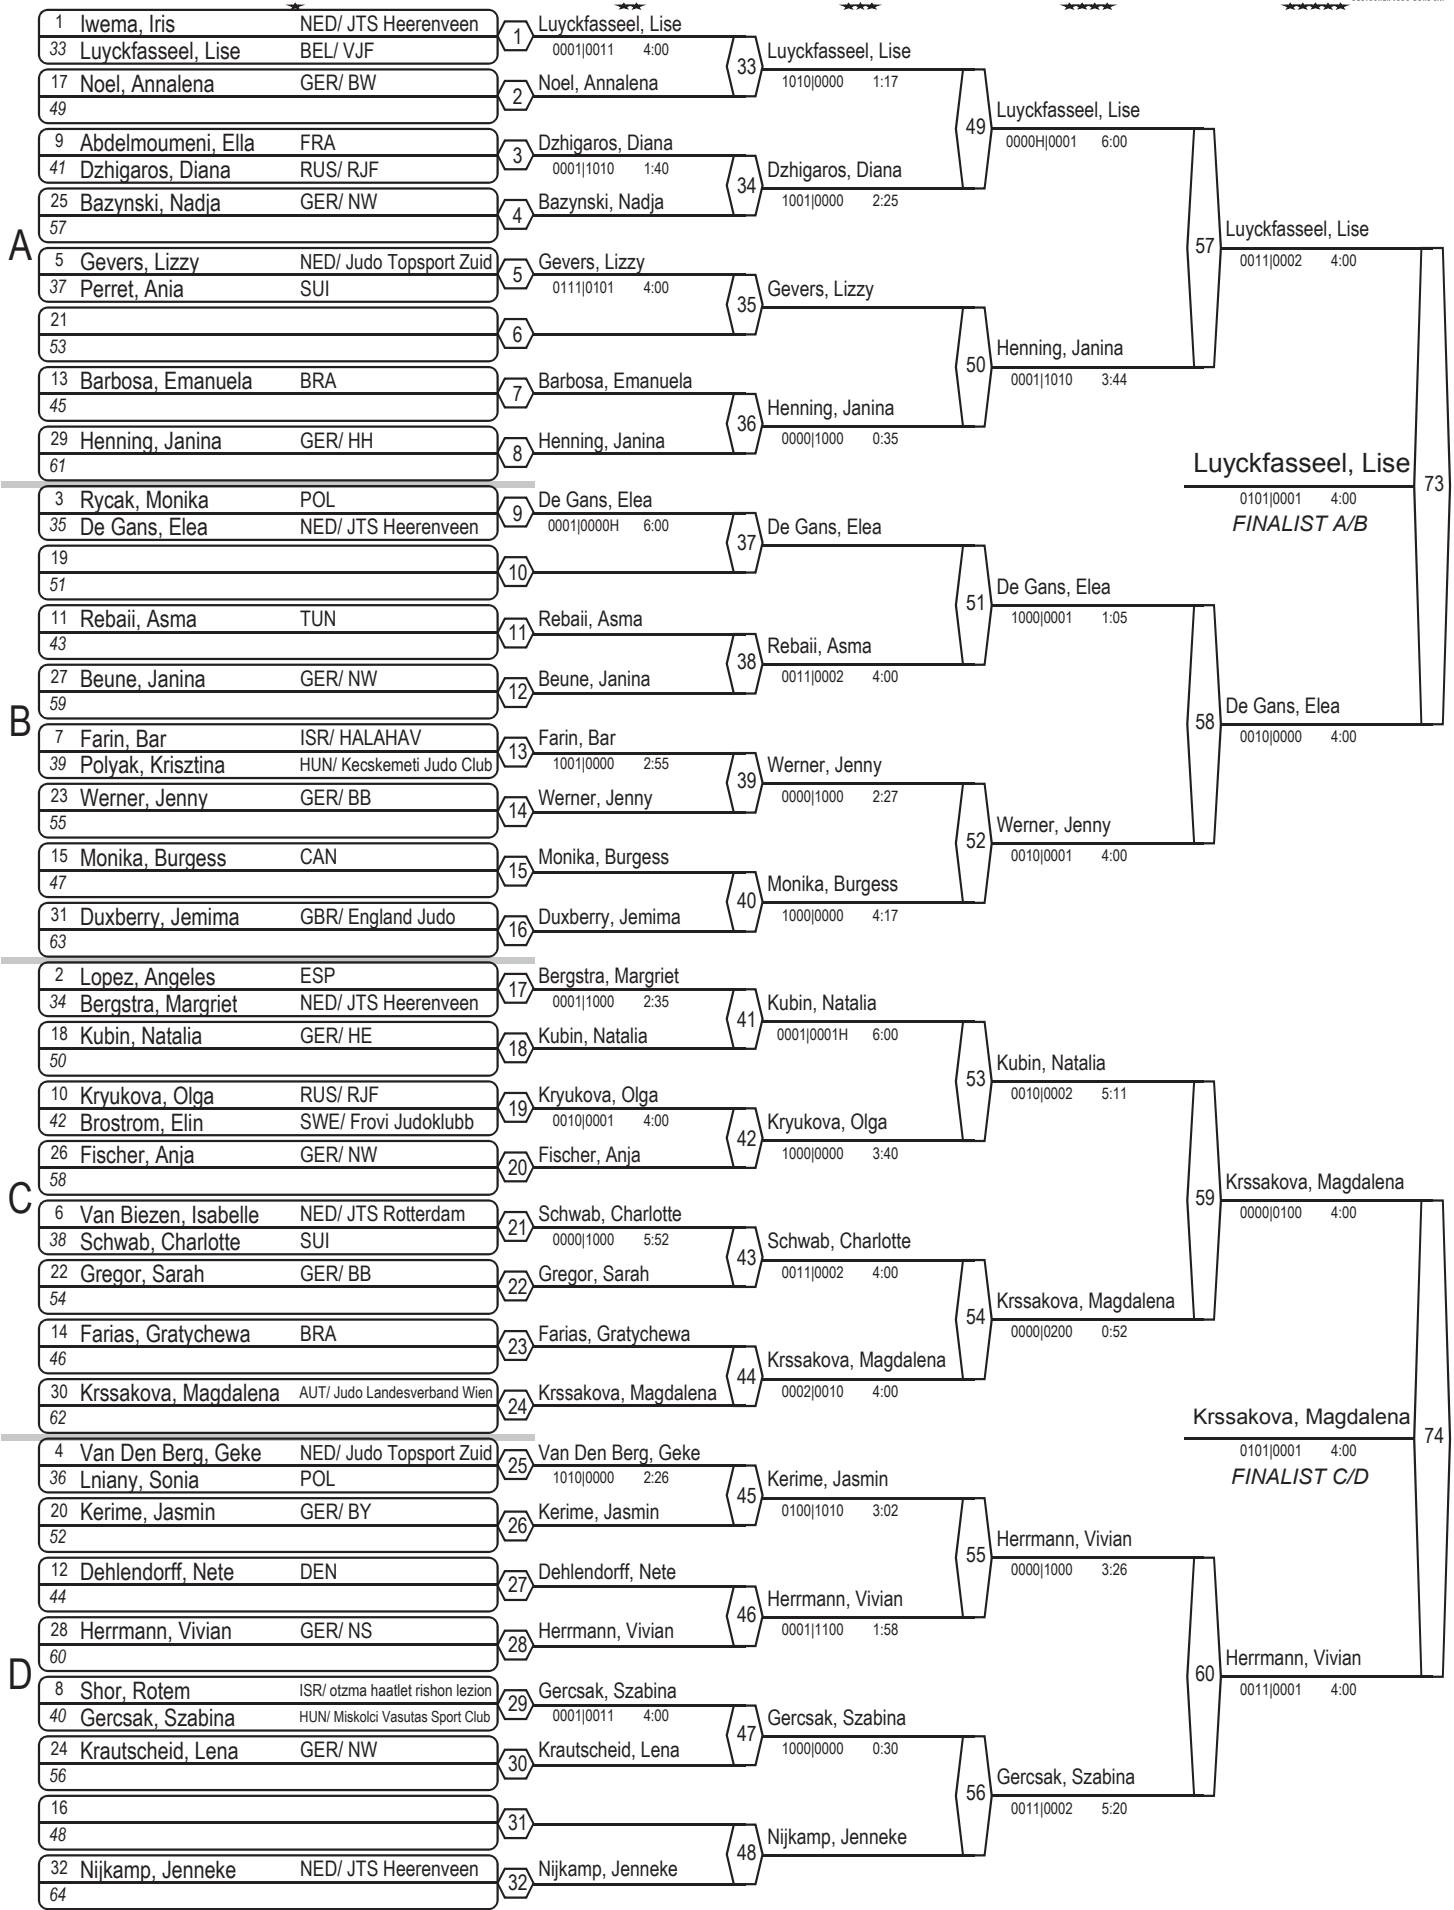 1 Iwema, Iris NED/ JTS Heerenveen
33 Luyckfasseel, Lise BEL/ VJF
1
17 Noel, Annalena GER/ BW
49
2
9 Abdelmoumeni, Ella FRA
41 Dzhigaros, Diana RUS/ RJF
3
25 Bazynski, Nadja GER/ NW
57
4
A
5 Gevers, Lizzy NED/ Judo Topsport Zuid
37 Perret, Ania SUI
5
21
53
6
13 Barbosa, Emanuela BRA
45
7
29 Henning, Janina GER/ HH
61
8
3 Rycak, Monika POL
35 De Gans, Elea NED/ JTS Heerenveen
9
19
51
10
11 Rebaii, Asma TUN
43
11
27 Beune, Janina GER/ NW
59
12
B
7 Farin, Bar ISR/ HALAHAV
39 Polyak, Krisztina HUN/ Kecskemeti Judo Club
13
23 Werner, Jenny GER/ BB
55
14
15 Monika, Burgess CAN
47
15
31 Duxberry, Jemima GBR/ England Judo
63
16
2 Lopez, Angeles ESP
34 Bergstra, Margriet NED/ JTS Heerenveen
17
18 Kubin, Natalia GER/ HE
50
18
10 Kryukova, Olga RUS/ RJF
42 Brostrom, Elin SWE/ Frovi Judoklubb
19
26 Fischer, Anja GER/ NW
58
20
C
6 Van Biezen, Isabelle NED/ JTS Rotterdam
38 Schwab, Charlotte SUI
21
22 Gregor, Sarah GER/ BB
54
22
14 Farias, Gratychewa BRA
46
23
30 Krssakova, Magdalena AUT/ Judo Landesverband Wien
62
24
4 Van Den Berg, Geke NED/ Judo Topsport Zuid
36 Lniany, Sonia POL
25
20 Kerime, Jasmin GER/ BY
52
26
12 Dehlendorff, Nete DEN
44
27
28 Herrmann, Vivian GER/ NS
60
28
D
8 Shor, Rotem ISR/ otzma haatlet rishon lezion
40 Gercsak, Szabina HUN/ Miskolci Vasutas Sport Club
29
24 Krautscheid, Lena GER/ NW
56
30
16
48
31
32 Nijkamp, Jenneke NED/ JTS Heerenveen
64
32
Luyckfasseel, Lise
0001|0011 4:00
Noel, Annalena
33
Dzhigaros, Diana
0001|1010 1:40
Bazynski, Nadja
34
Gevers, Lizzy
0111|0101 4:00
35
Barbosa, Emanuela
Henning, Janina
36
De Gans, Elea
0001|0000H 6:00
37
Rebaii, Asma
Beune, Janina
38
Farin, Bar
1001|0000 2:55
Werner, Jenny
39
Monika, Burgess
Duxberry, Jemima
40
Bergstra, Margriet
0001|1000 2:35
Kubin, Natalia
41
Kryukova, Olga
0010|0001 4:00
Fischer, Anja
42
Schwab, Charlotte
0000|1000 5:52
Gregor, Sarah
43
Farias, Gratychewa
Krssakova, Magdalena
44
Van Den Berg, Geke
1010|0000 2:26
Kerime, Jasmin
45
Dehlendorff, Nete
Herrmann, Vivian
46
Gercsak, Szabina
0001|0011 4:00
Krautscheid, Lena
47
Nijkamp, Jenneke
48
Luyckfasseel, Lise
1010|0000 1:17
Dzhigaros, Diana
1001|0000 2:25
49
Gevers, Lizzy
Henning, Janina
0000|1000 0:35
50
De Gans, Elea
Rebaii, Asma
0011|0002 4:00
51
Werner, Jenny
0000|1000 2:27
Monika, Burgess
1000|0000 4:17
52
Kubin, Natalia
0001|0001H 6:00
Kryukova, Olga
1000|0000 3:40
53
Schwab, Charlotte
0011|0002 4:00
Krssakova, Magdalena
0002|0010 4:00
54
Kerime, Jasmin
0100|1010 3:02
Herrmann, Vivian
0001|1100 1:58
55
Gercsak, Szabina
1000|0000 0:30
Nijkamp, Jenneke
56
Luyckfasseel, Lise
0000H|0001 6:00
Henning, Janina
0001|1010 3:44
57
De Gans, Elea
1000|0001 1:05
Werner, Jenny
0010|0001 4:00
58
Kubin, Natalia
0010|0002 5:11
Krssakova, Magdalena
0000|0200 0:52
59
Herrmann, Vivian
0000|1000 3:26
Gercsak, Szabina
0011|0002 5:20
60
Luyckfasseel, Lise
0011|0002 4:00
Luyckfasseel, Lise
0101|0001 4:00
FINALIST A/B
73
De Gans, Elea
0010|0000 4:00
Krssakova, Magdalena
0000|0100 4:00
Krssakova, Magdalena
0101|0001 4:00
FINALIST C/D
74
Herrmann, Vivian
0011|0001 4:00